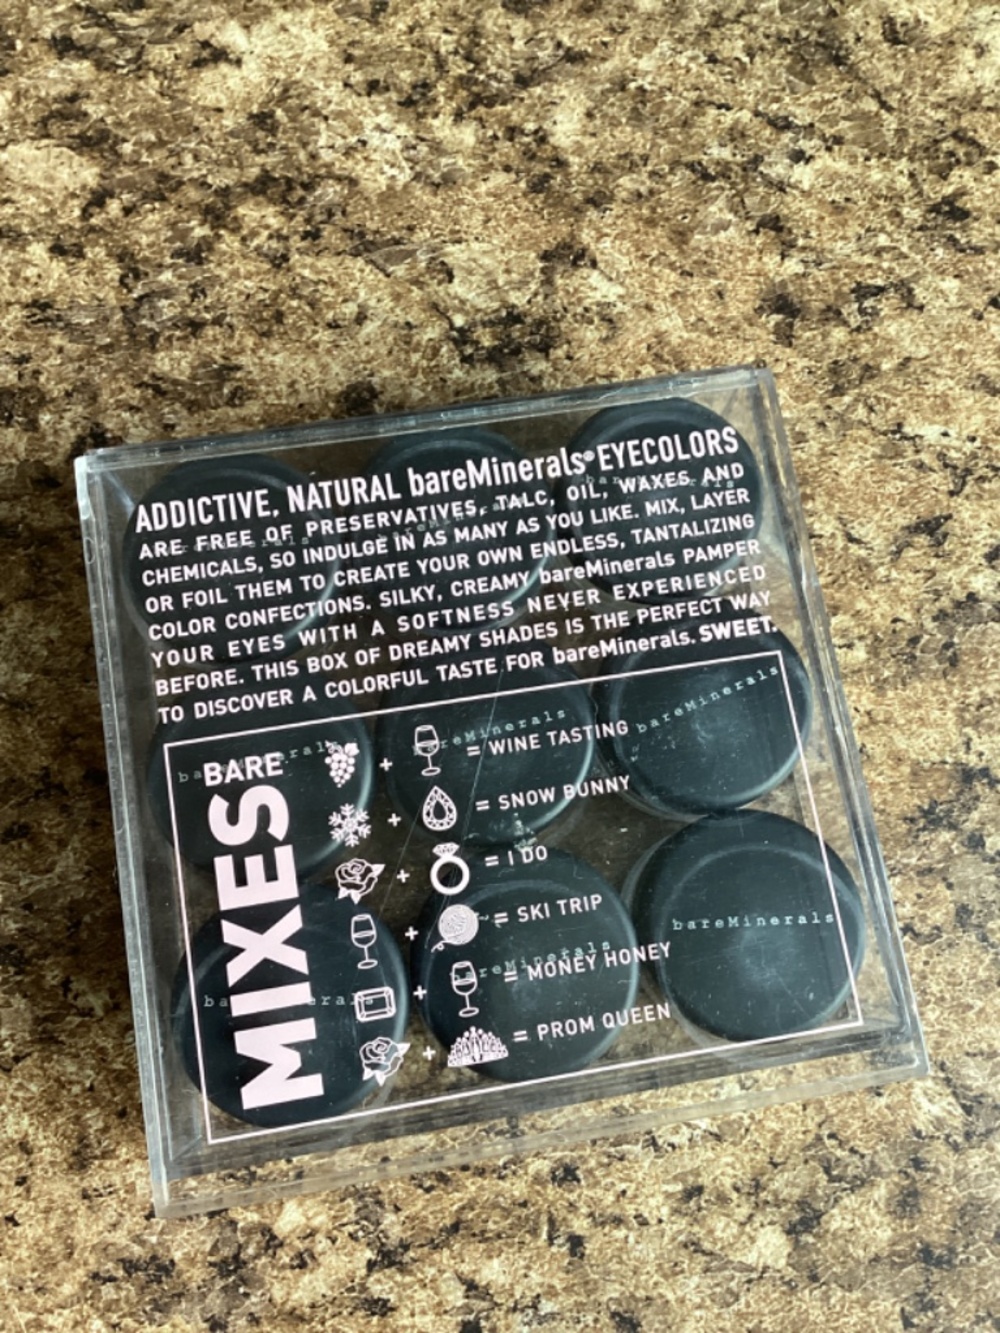 ADDICTIVE, NATURAL bareMinerals® EYECOLORS
ARE FREE OF PRESERVATIVES, TALC, OIL, WAXES AND
CHEMICALS, SO INDULGE IN AS MANY AS YOU LIKE. MIX, LAYER
OR FOIL THEM TO CREATE YOUR OWN ENDLESS, TANTALIZING
COLOR CONFECTIONS. SILKY, CREAMY bareMinerals PAMPER
YOUR EYES WITH A SOFTNESS NEVER EXPERIENCED
BEFORE. THIS BOX OF DREAMY SHADES IS THE PERFECT WAY
TO DISCOVER A COLORFUL TASTE FOR bareMinerals. SWEET.
BARE
MIXES
+ = WINE TASTING
+ = SNOW BUNNY
+ = I DO
+ = SKI TRIP
+ = MONEY HONEY
+ = PROM QUEEN
bareMinerals
bareMinerals